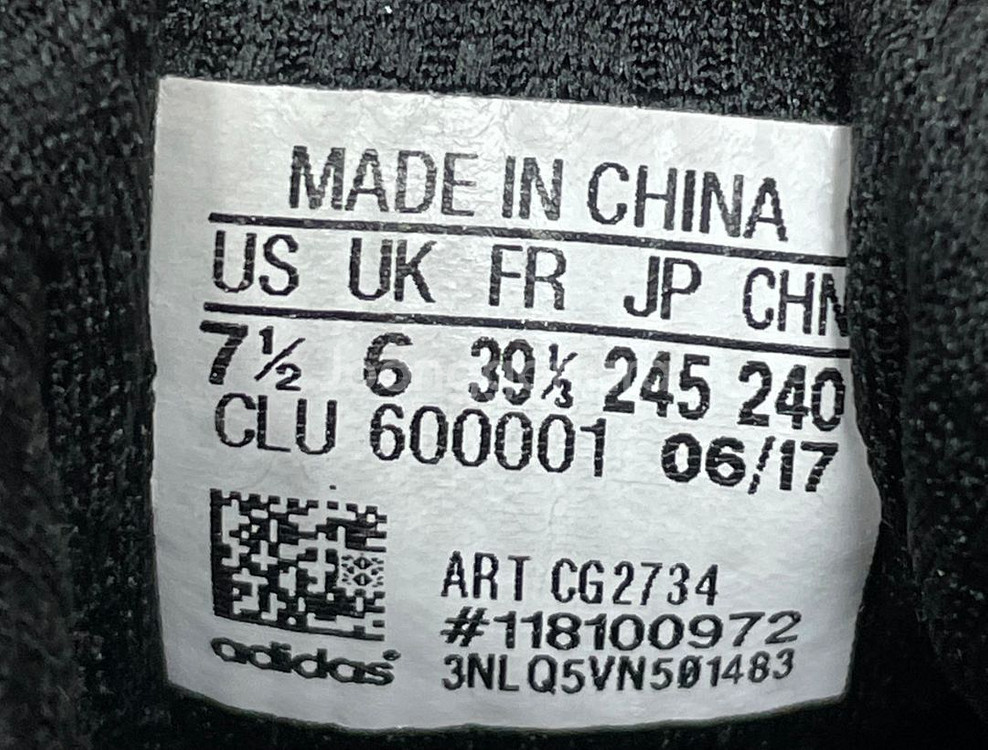 MADE IN CHINA
US UK FR JP CHN
7½ 6 39⅓ 245 240
CLU 600001 06/17
ART CG2734
#118100972
adidas®
3NLQ5VN501483